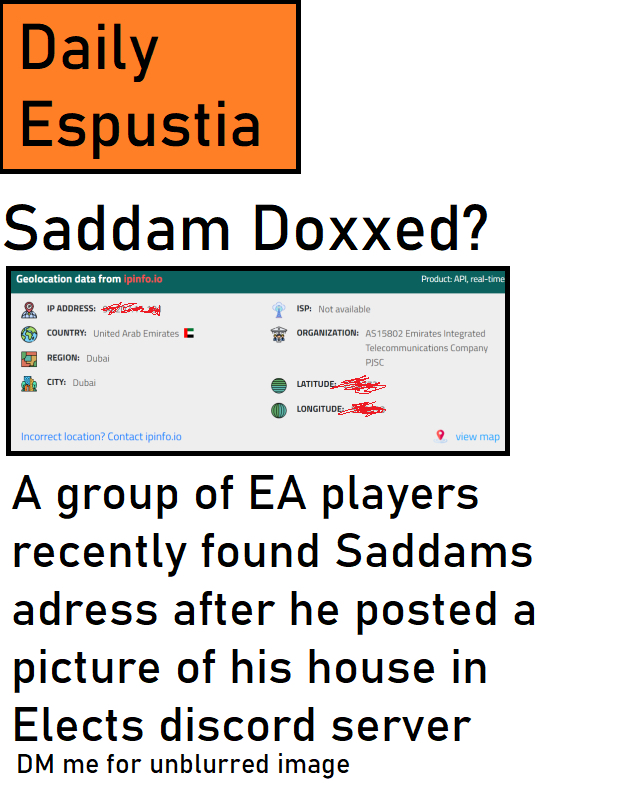 Daily
Espustia
Saddam Doxxed?
Geolocation data from ipinfo.io
Product: API, real-time
IP ADDRESS:
ISP: Not available
COUNTRY: United Arab Emirates
ORGANIZATION: AS15802 Emirates Integrated
Telecommunications Company
PJSC
REGION: Dubai
CITY: Dubai
LATITUDE:
LONGITUDE:
Incorrect location? Contact ipinfo.io
view map
A group of EA players
recently found Saddams
adress after he posted a
picture of his house in
Elects discord server
DM me for unblurred image